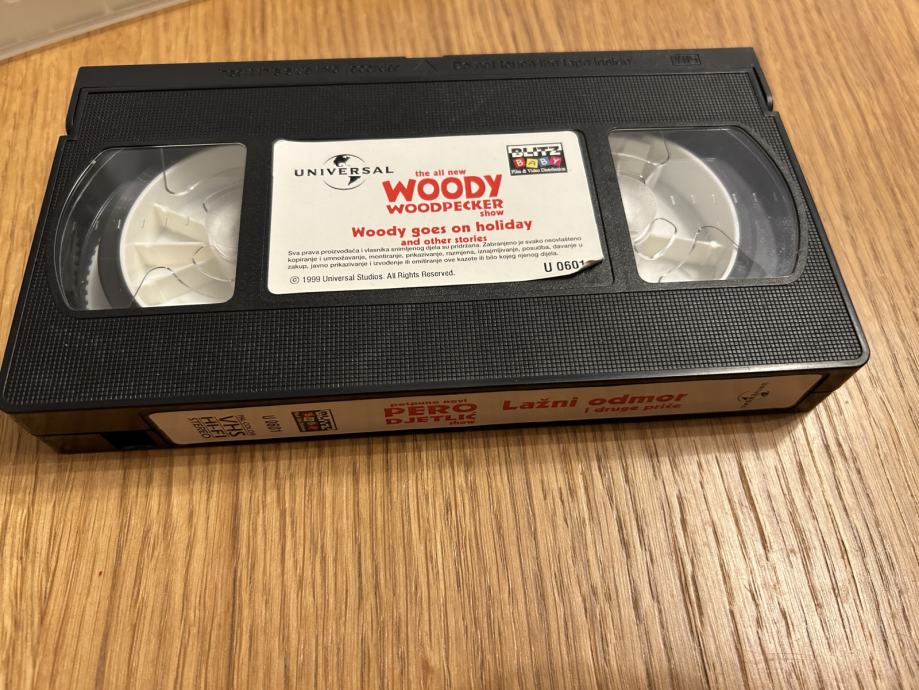 UNIVERSAL
BLITZ
BABY
Film & Video Distribution
the all new
WOODY
WOODPECKER
show
Woody goes on holiday
and other stories
Sva prava proizvođača i vlasnika snimljenog djela su pridržana. Zabranjeno je svako neovlašteno
kopiranje i umnožavanje, montiranje, prikazivanje, razmjena, iznajmljivanje, posudba, davanje u
zakup, javno prikazivanje i izvođenje ili emitiranje ove kazete ili bilo kojeg njenog dijela.
© 1999 Universal Studios. All Rights Reserved.
U 0601
VHS
HI-FI
STEREO
U 0601
potpuno novi
PERO
DJETLIĆ
show
Lažni odmor
i druge priče